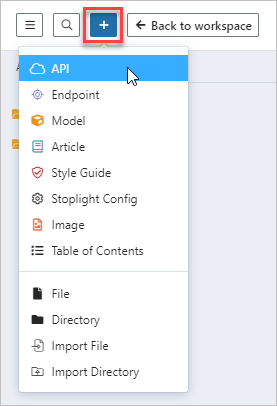 Back to workspace
API
Endpoint
Model
Article
Style Guide
Stoplight Config
Image
Table of Contents
File
Directory
Import File
Import Directory